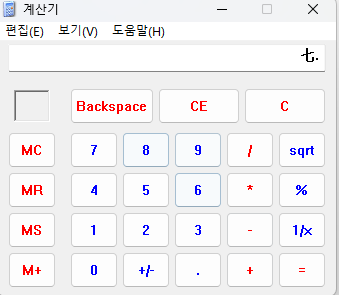 계산기
편집(E) 보기(V) 도움말(H)
七.
Backspace CE C
MC 7 8 9 / sqrt
MR 4 5 6 * %
MS 1 2 3 - 1/x
M+ 0 +/- . + =